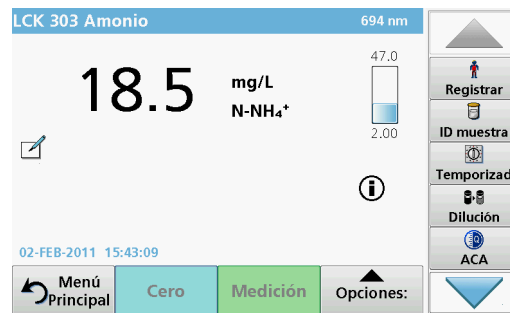 LCK 303 Amonio 694 nm
47.0
18.5 mg/L
N-NH₄⁺
2.00
02-FEB-2011 15:43:09
Menú
Principal
Cero
Medición
Opciones:
Registrar
ID muestra
Temporizad
Dilución
ACA